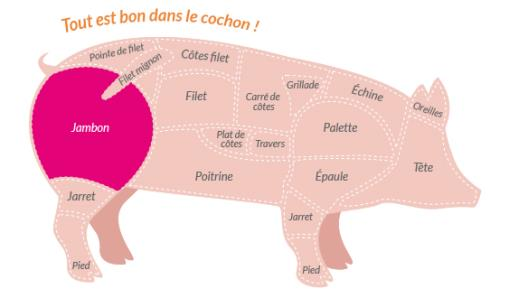 Tout est bon dans le cochon !
Pointe de filet
Filet mignon
Côtes filet
Filet
Carré de
côtes
Grillade
Échine
Oreilles
Jambon
Plat de
côtes
Travers
Palette
Tête
Poitrine
Épaule
Jarret
Jarret
Pied
Pied